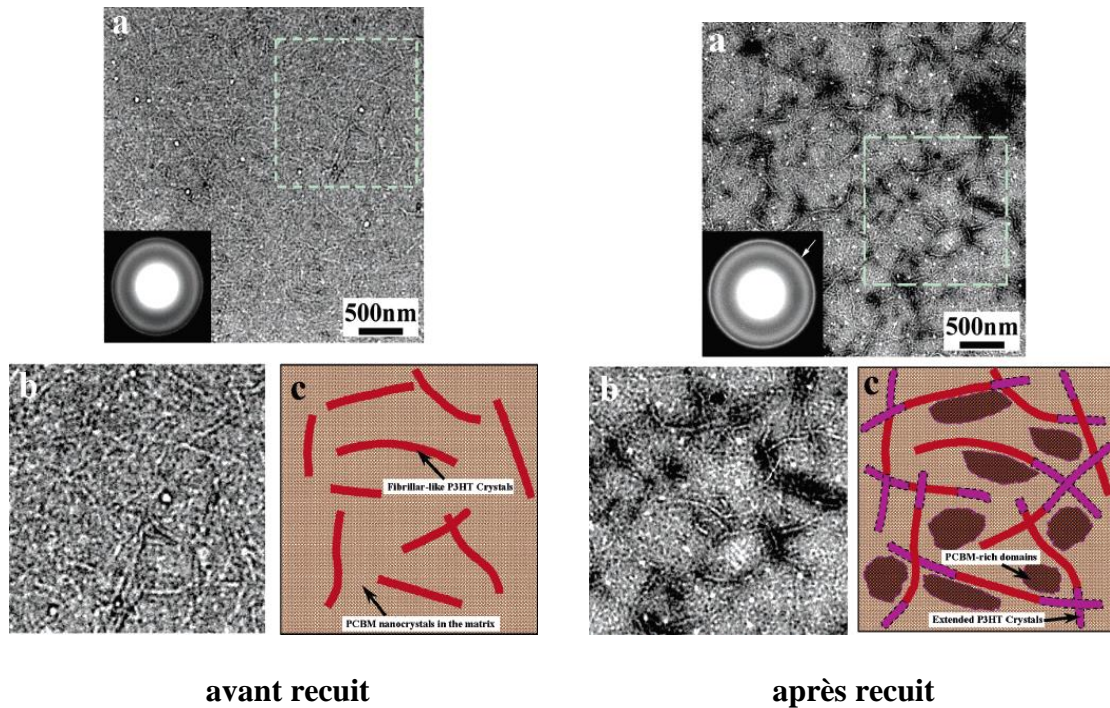 a
500nm
b
c
Fibrillar-like P3HT Crystals
PCBM nanocrystals in the matrix
avant recuit
a
500nm
b
c
PCBM-rich domains
Extended P3HT Crystals
après recuit